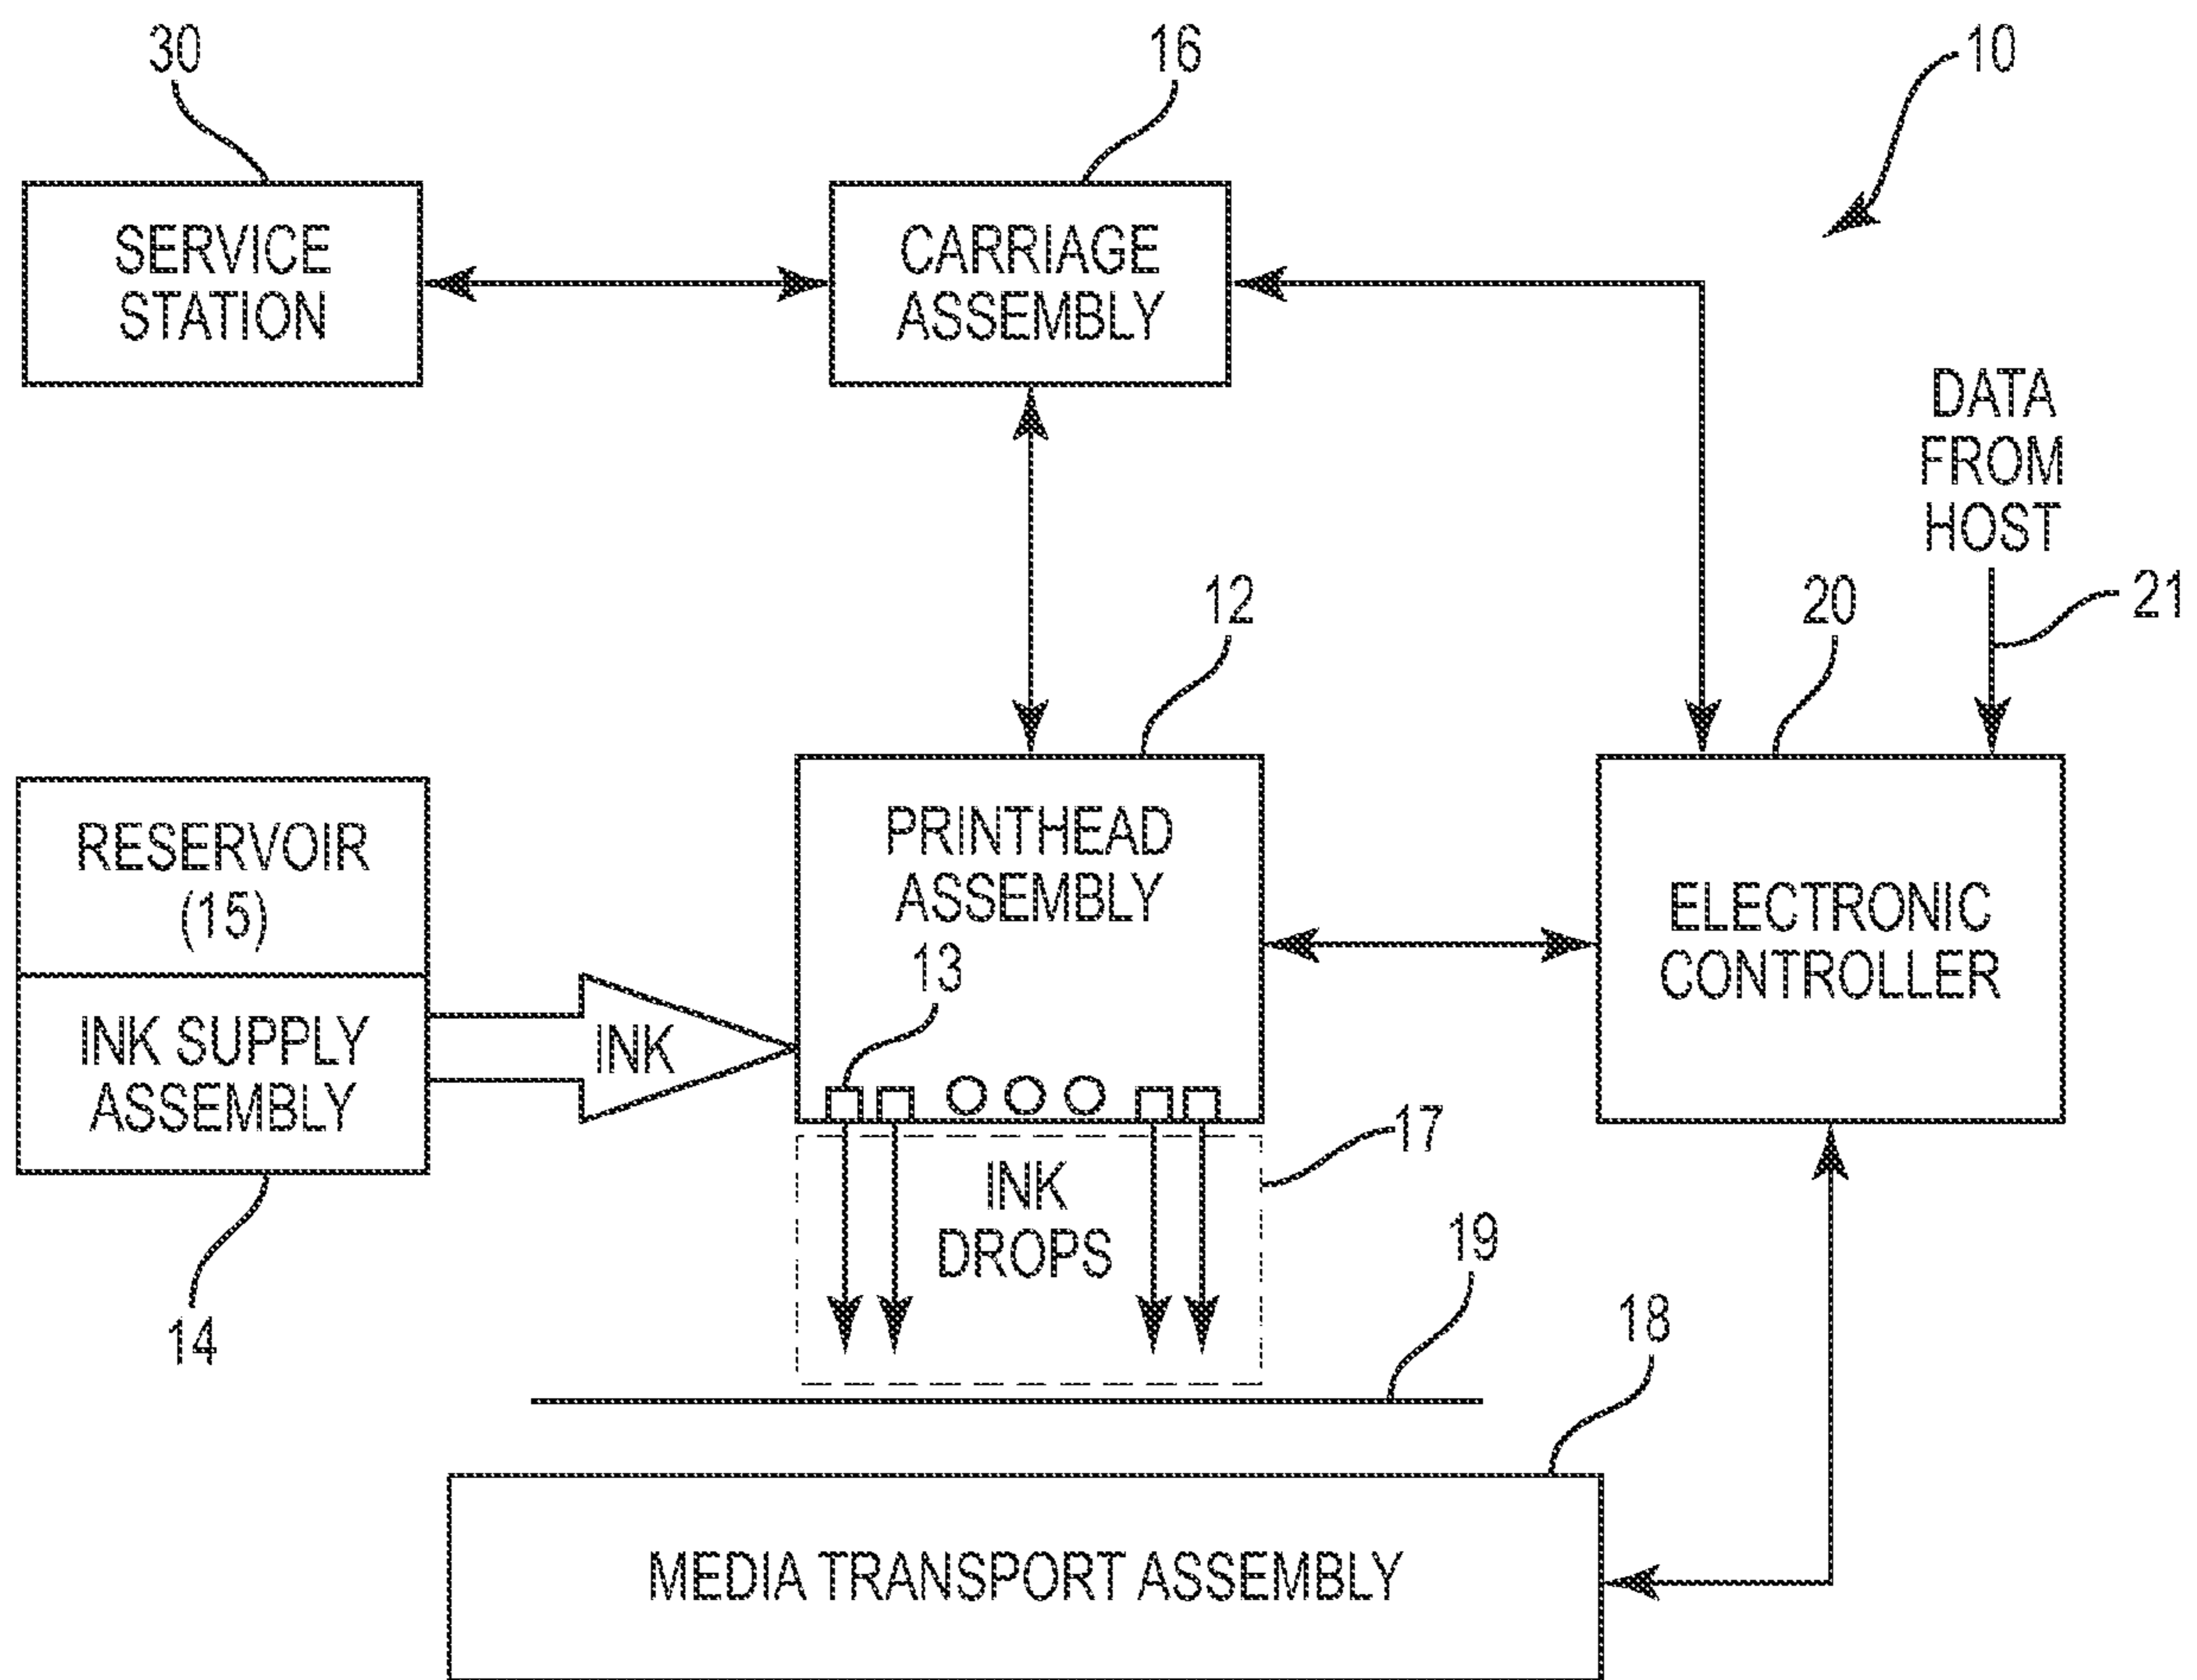 30
16
10
SERVICE
STATION
CARRIAGE
ASSEMBLY
DATA
FROM
HOST
21
12
20
RESERVOIR
(15)
INK SUPPLY
ASSEMBLY
14
INK
PRINTHEAD
ASSEMBLY
13
ELECTRONIC
CONTROLLER
17
INK
DROPS
19
18
MEDIA TRANSPORT ASSEMBLY